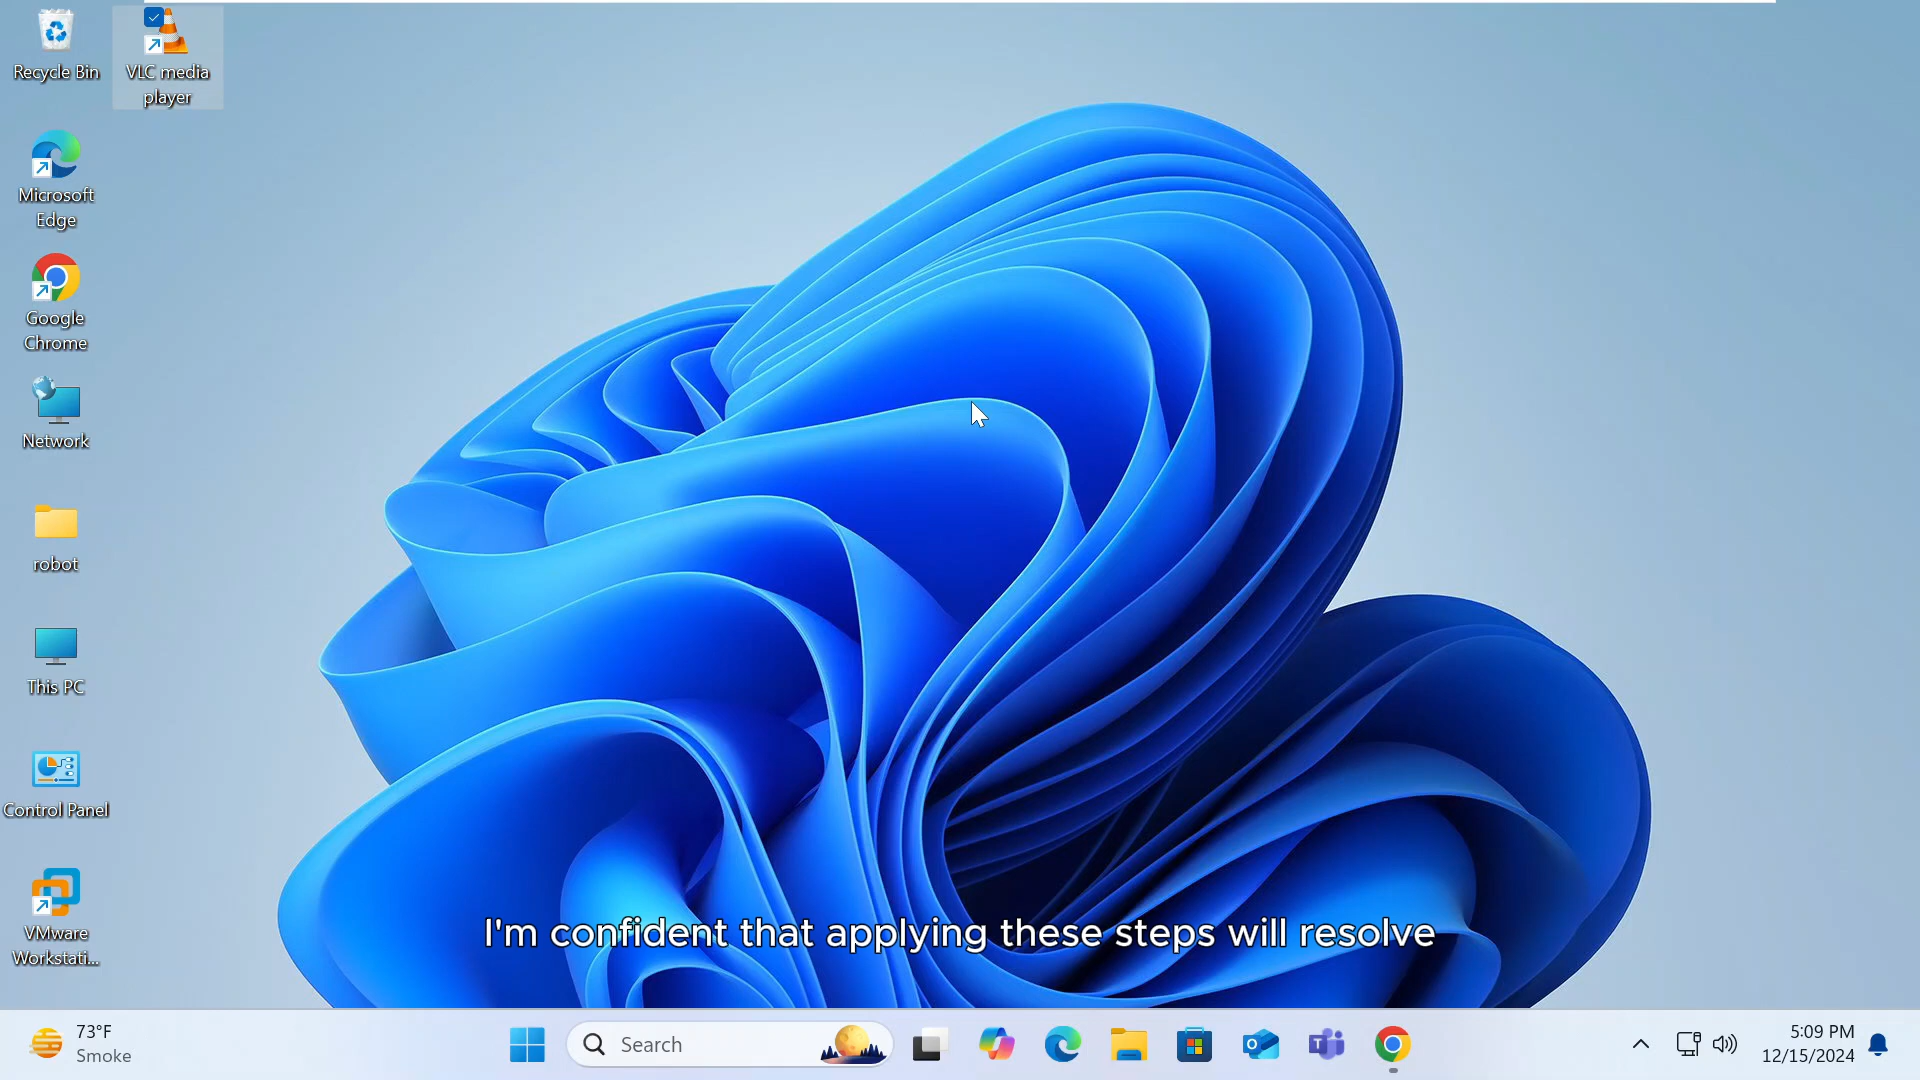 Recycle Bin
VLC media
player
Microsoft
Edge
Google
Chrome
Network
robot
This PC
Control Panel
VMware
Workstati...
I'm confident that applying these steps will resolve
73°F
Smoke
Search
5:09 PM
12/15/2024